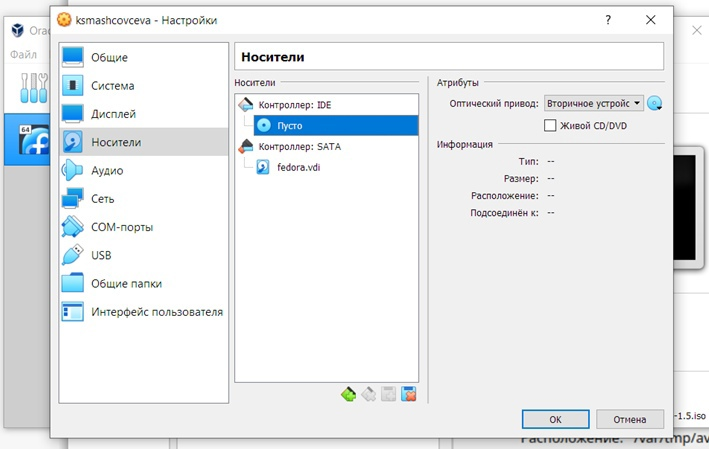 ksmashcovceva - Настройки
?
Orac
Файл
64
Общие
Система
Дисплей
Носители
Аудио
Сеть
COM-порты
USB
Общие папки
Интерфейс пользователя
Носители
Носители
Контроллер: IDE
Пусто
Контроллер: SATA
fedora.vdi
Атрибуты
Оптический привод: Вторичное устройс
Живой CD/DVD
Информация
Тип: --
Размер: --
Расположение: --
Подсоединён к: --
OK
Отмена
-1.5.iso
Расположение: /var/tmp/av